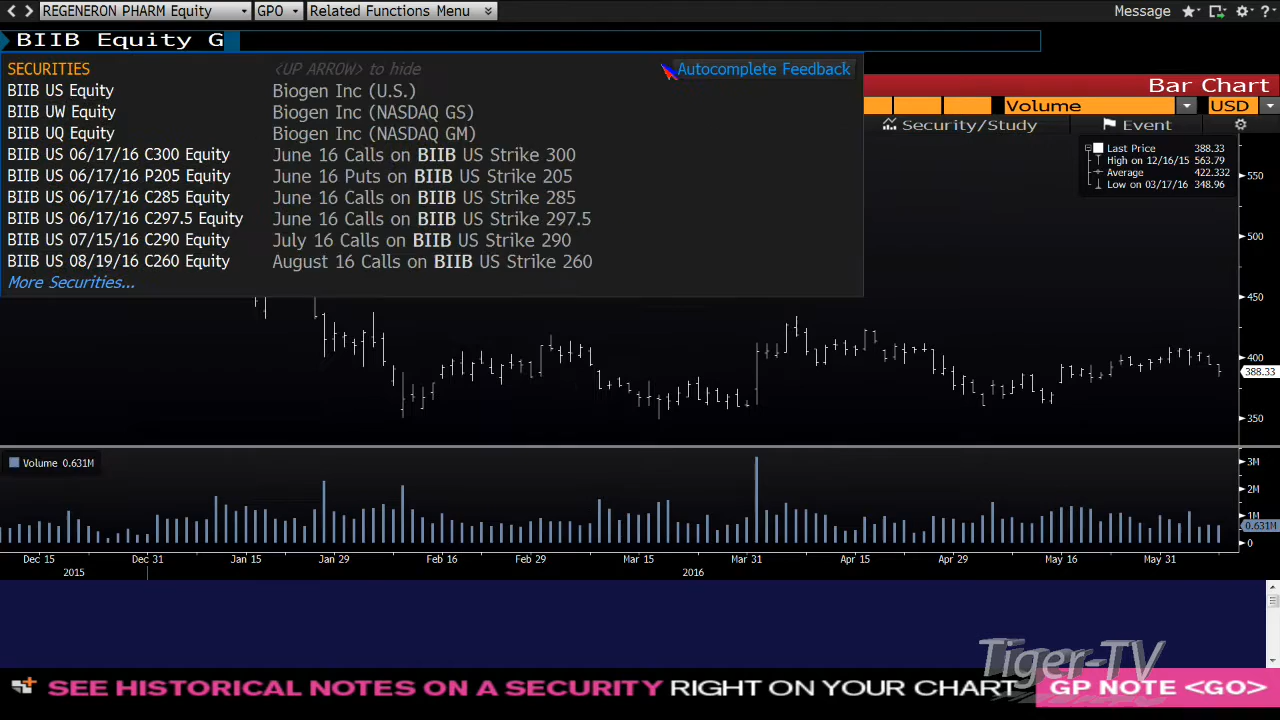 REGENERON PHARM Equity GPO Related Functions Menu Message
BIIB Equity G
SECURITIES <UP ARROW> to hide Autocomplete Feedback
BIIB US Equity Biogen Inc (U.S.)
BIIB UW Equity Biogen Inc (NASDAQ GS)
BIIB UQ Equity Biogen Inc (NASDAQ GM)
BIIB US 06/17/16 C300 Equity June 16 Calls on BIIB US Strike 300
BIIB US 06/17/16 P205 Equity June 16 Puts on BIIB US Strike 205
BIIB US 06/17/16 C285 Equity June 16 Calls on BIIB US Strike 285
BIIB US 06/17/16 C297.5 Equity June 16 Calls on BIIB US Strike 297.5
BIIB US 07/15/16 C290 Equity July 16 Calls on BIIB US Strike 290
BIIB US 08/19/16 C260 Equity August 16 Calls on BIIB US Strike 260
More Securities...
Bar Chart
Volume USD
Security/Study Event
Last Price 388.33
High on 12/16/15 563.79
Average 422.332
Low on 03/17/16 348.96
550
500
450
400
388.33
350
Volume 0.631M
3M
2M
1M
0.631M
0
Dec 15 Dec 31 Jan 15 Jan 29 Feb 16 Feb 29 Mar 15 Mar 31 Apr 15 Apr 29 May 16 May 31
2015 2016
Tiger-TV
SEE HISTORICAL NOTES ON A SECURITY RIGHT ON YOUR CHART GP NOTE <GO>